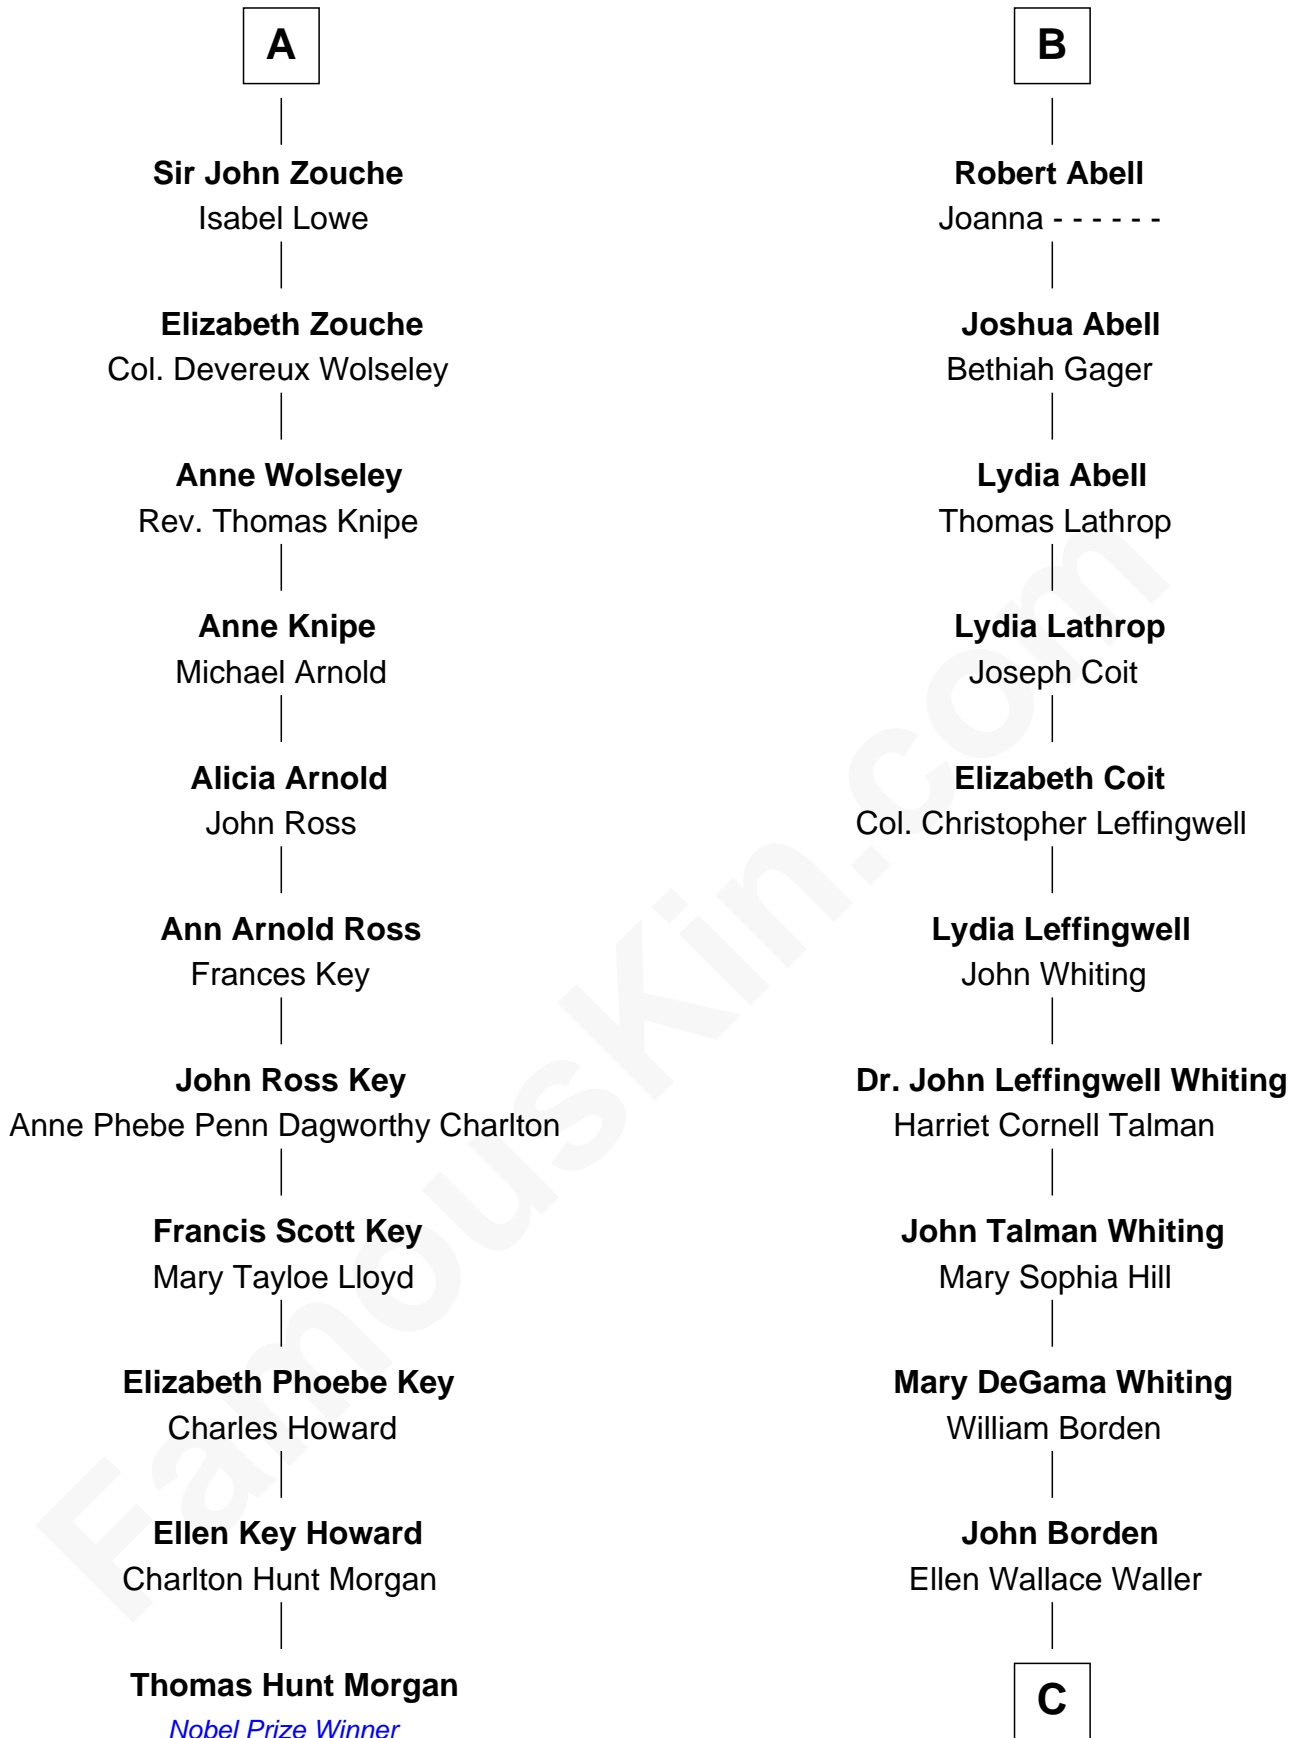 A
Sir John Zouche
Isabel Lowe
Elizabeth Zouche
Col. Devereux Wolseley
Anne Wolseley
Rev. Thomas Knipe
Anne Knipe
Michael Arnold
Alicia Arnold
John Ross
Ann Arnold Ross
Frances Key
John Ross Key
Anne Phebe Penn Dagworthy Charlton
Francis Scott Key
Mary Tayloe Lloyd
Elizabeth Phoebe Key
Charles Howard
Ellen Key Howard
Charlton Hunt Morgan
Thomas Hunt Morgan
Nobel Prize Winner
B
Robert Abell
Joanna - - - - - -
Joshua Abell
Bethiah Gager
Lydia Abell
Thomas Lathrop
Lydia Lathrop
Joseph Coit
Elizabeth Coit
Col. Christopher Leffingwell
Lydia Leffingwell
John Whiting
Dr. John Leffingwell Whiting
Harriet Cornell Talman
John Talman Whiting
Mary Sophia Hill
Mary DeGama Whiting
William Borden
John Borden
Ellen Wallace Waller
C
FamousKin.com